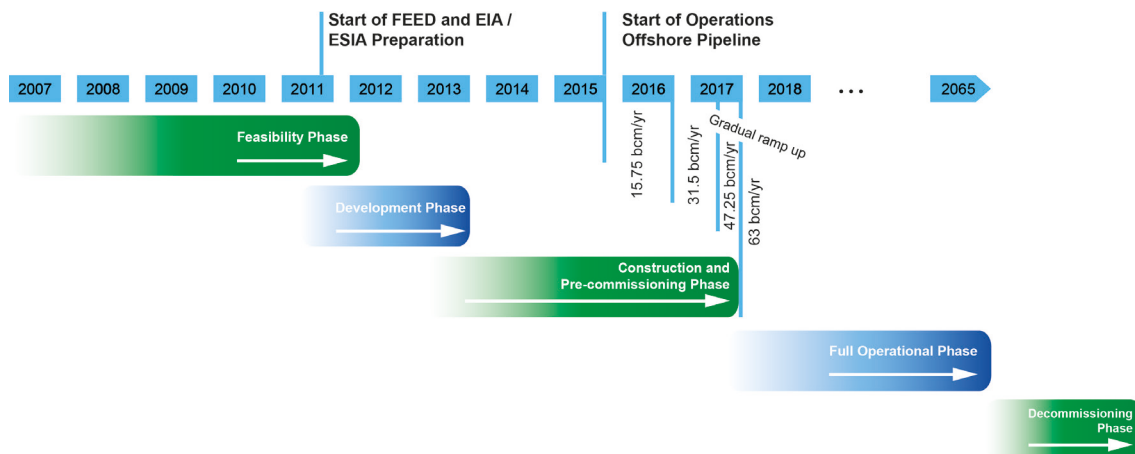 Start of FEED and EIA /
ESIA Preparation
Start of Operations
Offshore Pipeline
2007 2008 2009 2010 2011 2012 2013 2014 2015 2016 2017 2018 ... 2065
Gradual ramp up
15.75 bcm/yr
31.5 bcm/yr
47.25 bcm/yr
63 bcm/yr
Feasibility Phase
Development Phase
Construction and
Pre-commissioning Phase
Full Operational Phase
Decommissioning
Phase